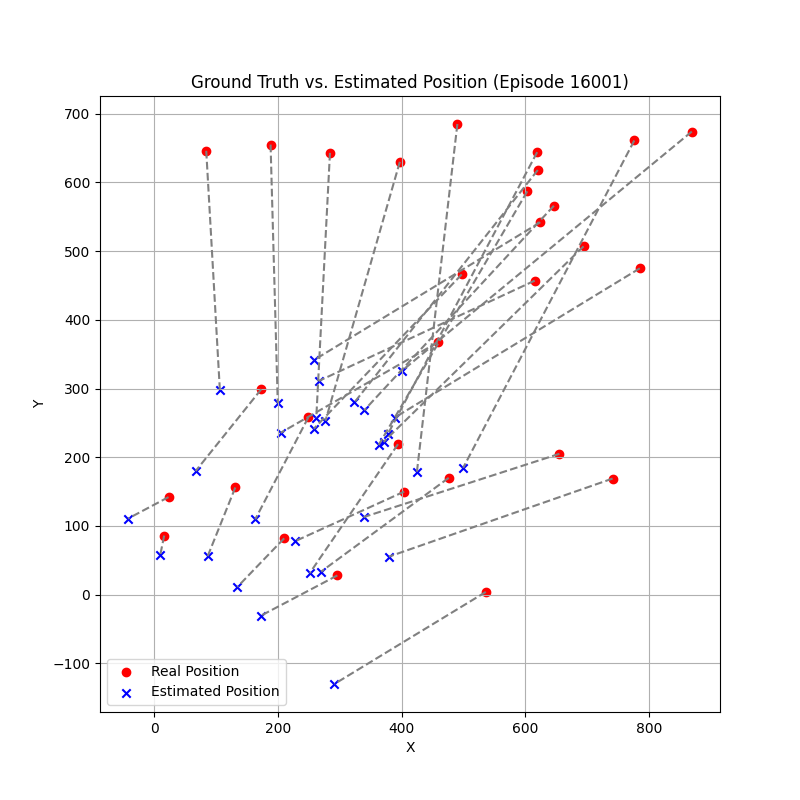 Ground Truth vs. Estimated Position (Episode 16001)
700
600
500
400
300
200
100
0
−100
Y
Real Position
Estimated Position
0 200 400 600 800
X